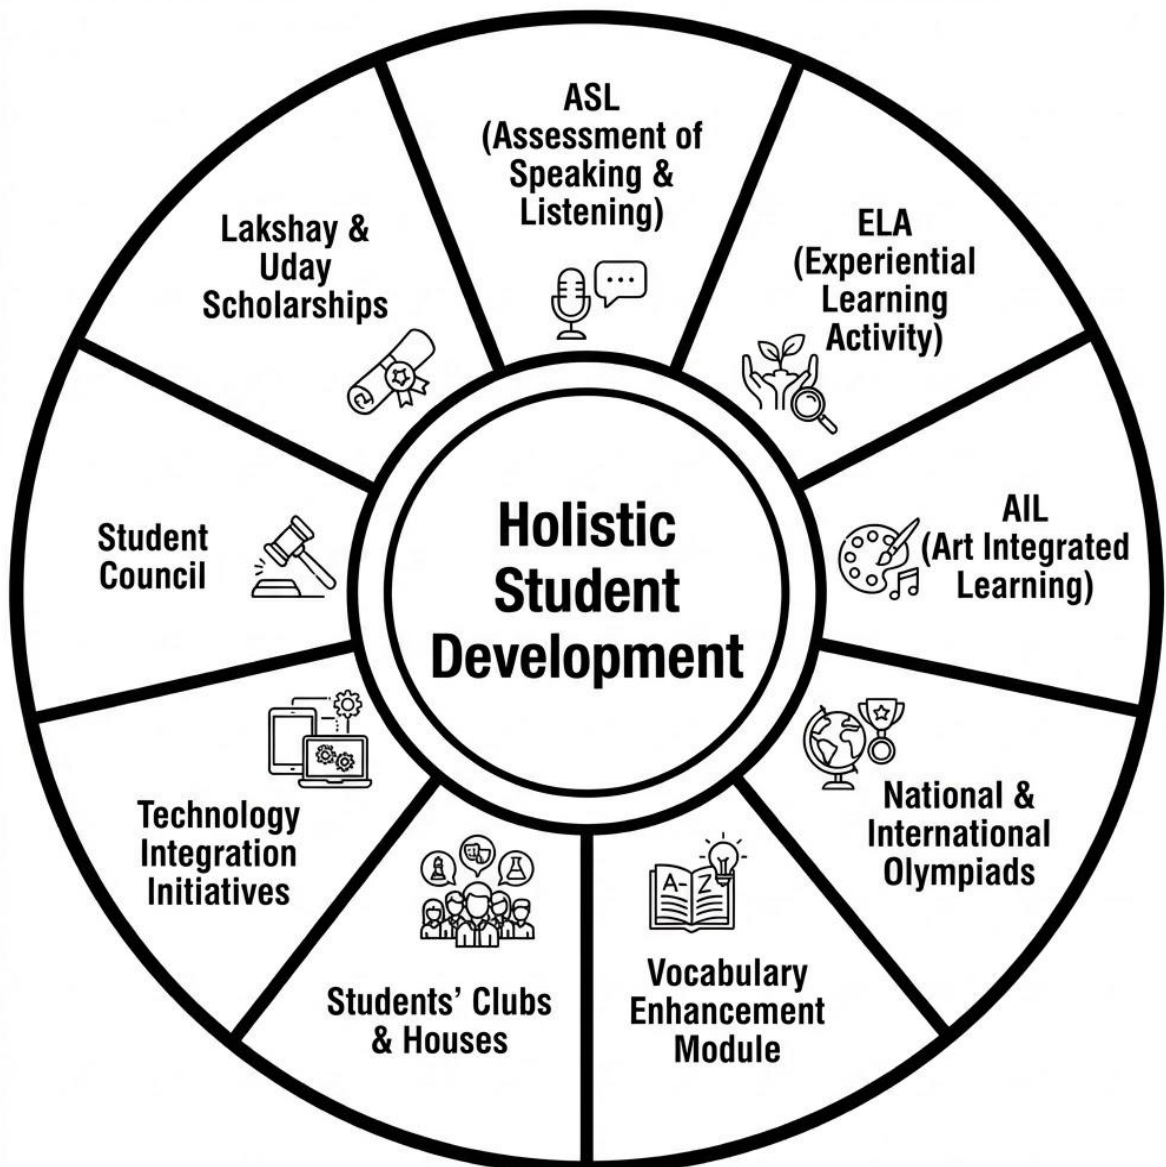 ASL
(Assessment of
Speaking &
Listening)
ELA
(Experiential
Learning
Activity)
AIL
(Art Integrated
Learning)
National &
International
Olympiads
A-Z
Vocabulary
Enhancement
Module
Students’ Clubs
& Houses
Technology
Integration
Initiatives
Student
Council
Lakshay &
Uday
Scholarships
Holistic
Student
Development